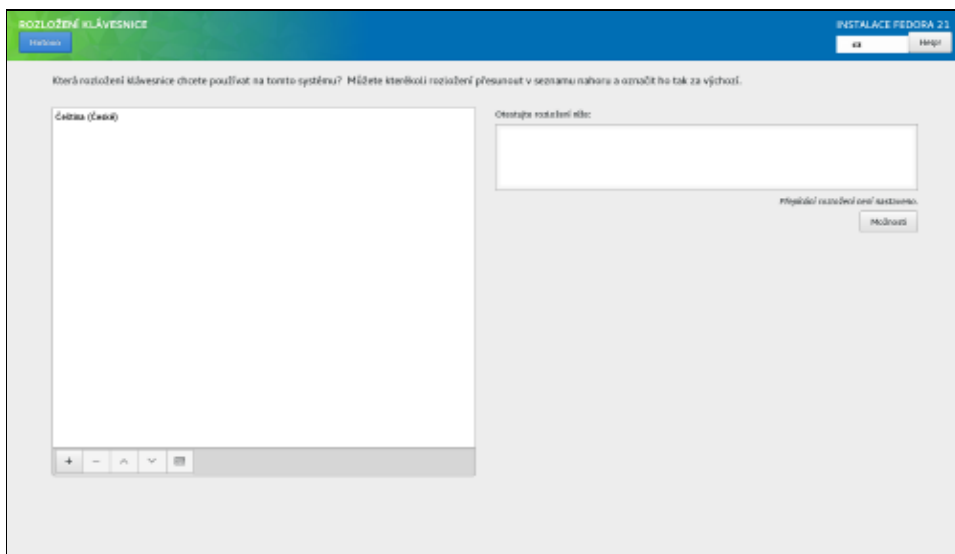 ROZLOŽENÍ KLÁVESNICE
INSTALACE FEDORA 21
Hotovo
cz
Help!
Která rozložení klávesnice chcete používat na tomto systému? Můžete kterékoli rozložení přesunout v seznamu nahoru a označit ho tak za výchozí.
Čeština (Česká)
Otestujte rozložení níže:
Přepínání rozložení není nastaveno.
Možnosti